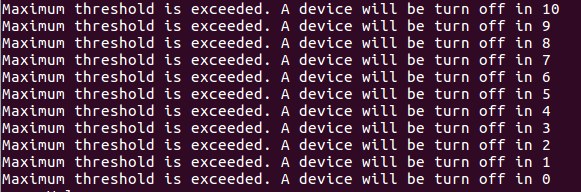 Maximum threshold is exceeded. A device will be turn off in 10
Maximum threshold is exceeded. A device will be turn off in 9
Maximum threshold is exceeded. A device will be turn off in 8
Maximum threshold is exceeded. A device will be turn off in 7
Maximum threshold is exceeded. A device will be turn off in 6
Maximum threshold is exceeded. A device will be turn off in 5
Maximum threshold is exceeded. A device will be turn off in 4
Maximum threshold is exceeded. A device will be turn off in 3
Maximum threshold is exceeded. A device will be turn off in 2
Maximum threshold is exceeded. A device will be turn off in 1
Maximum threshold is exceeded. A device will be turn off in 0